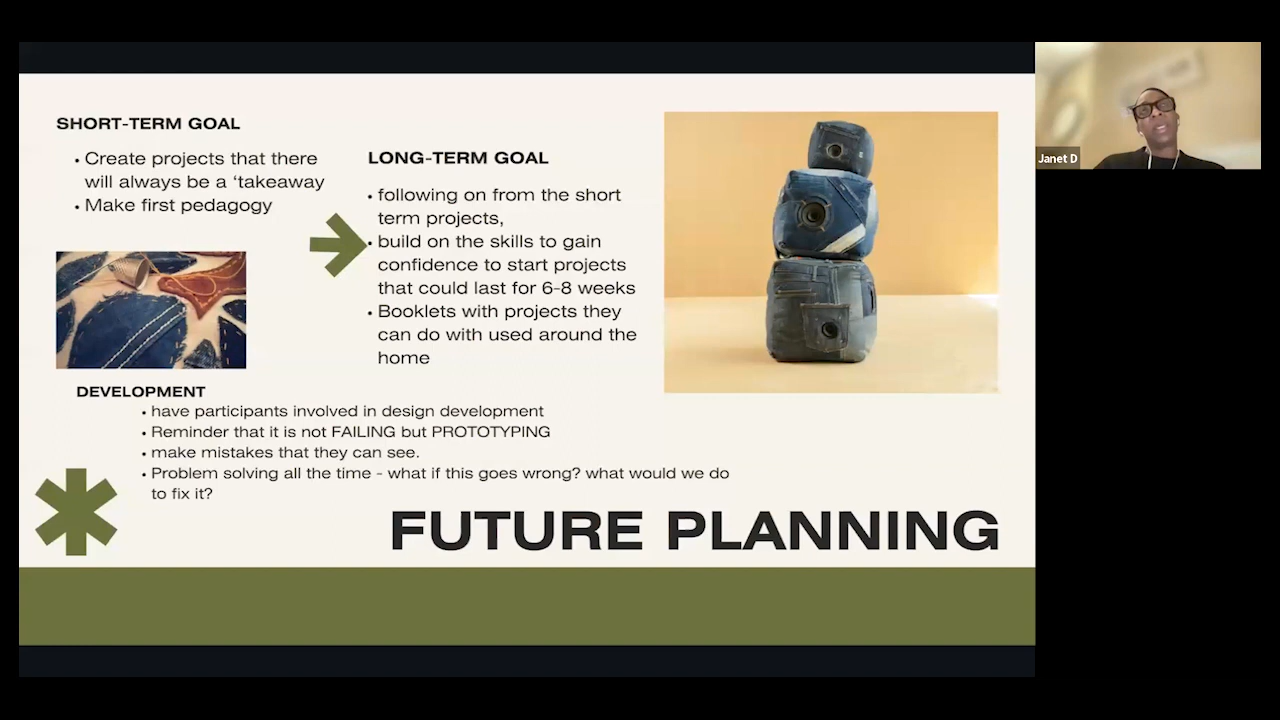 SHORT-TERM GOAL
• Create projects that there
will always be a ‘takeaway
• Make first pedagogy
LONG-TERM GOAL
• following on from the short
term projects,
• build on the skills to gain
confidence to start projects
that could last for 6-8 weeks
• Booklets with projects they
can do with used around the
home
DEVELOPMENT
• have participants involved in design development
• Reminder that it is not FAILING but PROTOTYPING
• make mistakes that they can see.
• Problem solving all the time - what if this goes wrong? what would we do
to fix it?
FUTURE PLANNING
Janet D